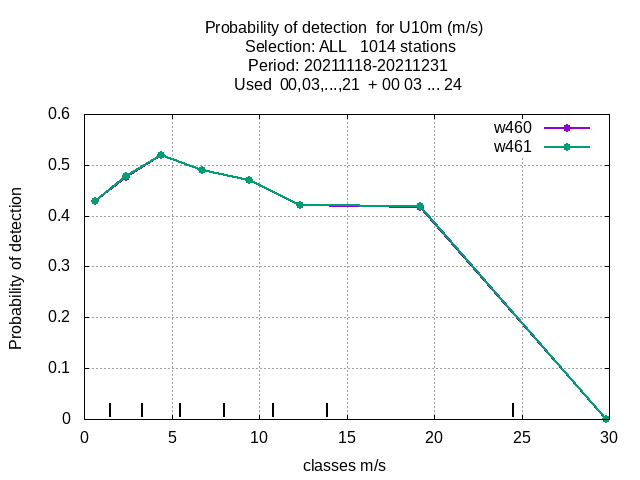 Probability of detection  for U10m (m/s)
Selection: ALL   1014 stations
Period: 20211118-20211231
Used  00,03,...,21  + 00 03 ... 24
w460
w461
Probability of detection
0.6
0.5
0.4
0.3
0.2
0.1
0
0 5 10 15 20 25 30
classes m/s